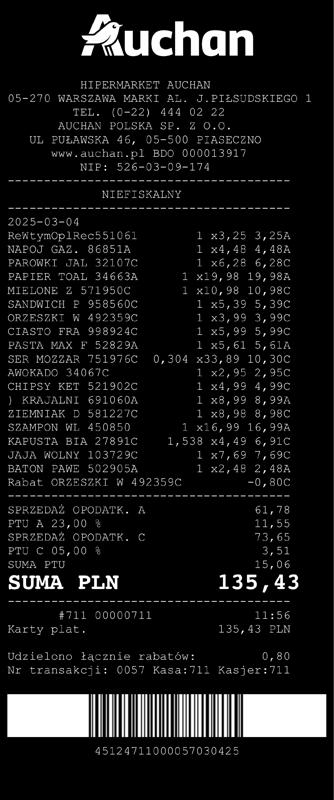 Auchan
HIPERMARKET AUCHAN
05-270 WARSZAWA MARKI AL. J.PIŁSUDSKIEGO 1
TEL. (0-22) 444 02 22
AUCHAN POLSKA SP. Z O.O.
UL PUŁAWSKA 46, 05-500 PIASECZNO
www.auchan.pl BDO 000013917
NIP: 526-03-09-174
NIEFISKALNY
2025-03-04
ReWtymOplRec551061 1 x3,25 3,25A
NAPOJ GAZ. 86851A 1 x4,48 4,48A
PAROWKI JAL 32107C 1 x6,28 6,28C
PAPIER TOAL 34663A 1 x19,98 19,98A
MIELONE Z 571950C 1 x10,98 10,98C
SANDWICH P 958560C 1 x5,39 5,39C
ORZESZKI W 492359C 1 x3,99 3,99C
CIASTO FRA 998924C 1 x5,99 5,99C
PASTA MAX F 52829A 1 x5,61 5,61A
SER MOZZAR 751976C 0,304 x33,89 10,30C
AWOKADO 34067C 1 x2,95 2,95C
CHIPSY KET 521902C 1 x4,99 4,99C
) KRAJALNI 691060A 1 x8,99 8,99A
ZIEMNIAK D 581227C 1 x8,98 8,98C
SZAMPON WL 450850 1 x16,99 16,99A
KAPUSTA BIA 27891C 1,538 x4,49 6,91C
JAJA WOLNY 103729C 1 x7,69 7,69C
BATON PAWE 502905A 1 x2,48 2,48A
Rabat ORZESZKI W 492359C -0,80C
SPRZEDAŻ OPODATK. A 61,78
PTU A 23,00 % 11,55
SPRZEDAŻ OPODATK. C 73,65
PTU C 05,00 % 3,51
SUMA PTU 15,06
SUMA PLN 135,43
#711 00000711 11:56
Karty plat. 135,43 PLN
Udzielono łącznie rabatów: 0,80
Nr transakcji: 0057 Kasa:711 Kasjer:711
45124711000057030425